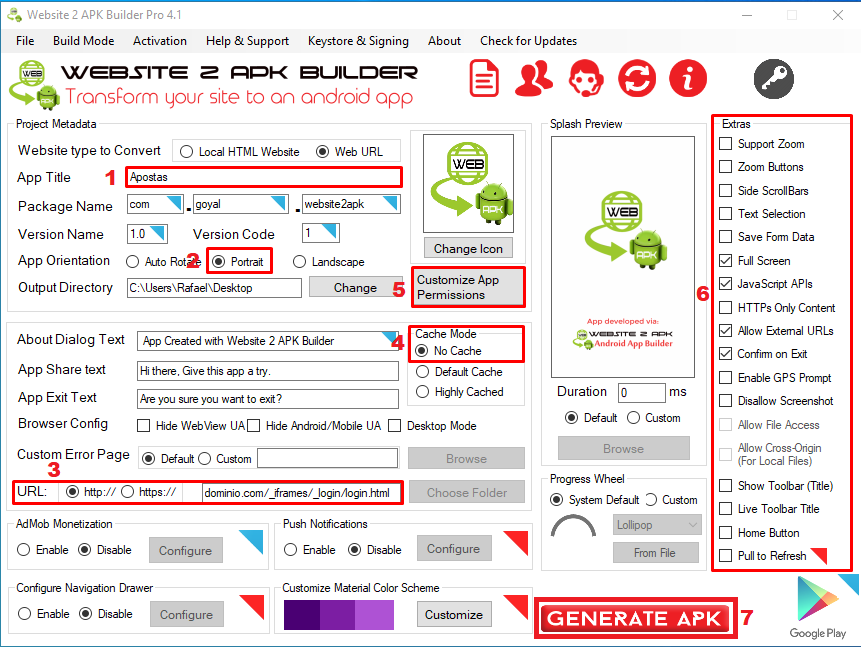 Website 2 APK Builder Pro 4.1
File Build Mode Activation Help & Support Keystore & Signing About Check for Updates
WEB APK WEBSITE 2 APK BUILDER
Transform your site to an android app
Project Metadata
Website type to Convert Local HTML Website Web URL
1 App Title Apostas
Package Name com . goyal . website2apk
Version Name 1.0 Version Code 1
App Orientation Auto Rotate 2 Portrait Landscape
Output Directory C:\Users\Rafael\Desktop Change
WEB
APK
Change Icon
5 Customize App
Permissions
About Dialog Text App Created with Website 2 APK Builder
App Share text Hi there, Give this app a try.
App Exit Text Are you sure you want to exit?
Browser Config Hide WebView UA Hide Android/Mobile UA Desktop Mode
Custom Error Page Default Custom Browse
3
URL: http:// https:// dominio.com/_iframes/_login/login.html Choose Folder
4 Cache Mode
No Cache
Default Cache
Highly Cached
AdMob Monetization
Enable Disable Configure
Push Notifications
Enable Disable Configure
Configure Navigation Drawer
Enable Disable Configure
Customize Material Color Scheme
Customize
Splash Preview
WEB
APK
App developed via:
WEBSITE 2 APK
Android App Builder
Duration 0 ms
Default Custom
Browse
Progress Wheel
System Default Custom
Lollipop
From File
6
Extras
Support Zoom
Zoom Buttons
Side ScrollBars
Text Selection
Save Form Data
Full Screen
JavaScript APIs
HTTPs Only Content
Allow External URLs
Confirm on Exit
Enable GPS Prompt
Disallow Screenshot
Allow File Access
Allow Cross-Origin
(For Local Files)
Show Toolbar (Title)
Live Toolbar Title
Home Button
Pull to Refresh
GENERATE APK 7
Google Play